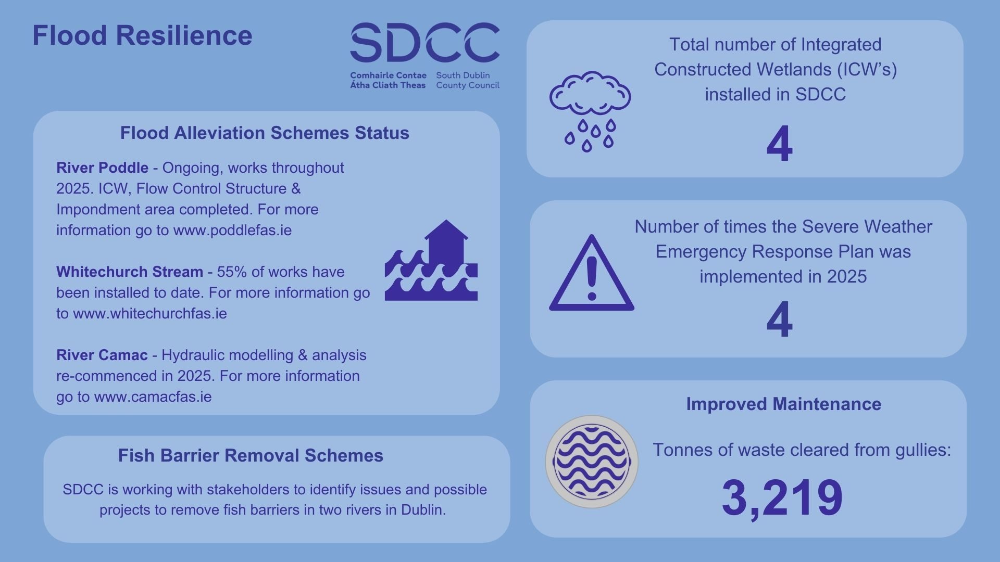 Flood Resilience
SDCC
Comhairle Contae
Átha Cliath Theas
South Dublin
County Council
Flood Alleviation Schemes Status
River Poddle - Ongoing, works throughout
2025. ICW, Flow Control Structure &
Impondment area completed. For more
information go to www.poddlefas.ie
Whitechurch Stream - 55% of works have
been installed to date. For more information go
to www.whitechurchfas.ie
River Camac - Hydraulic modelling & analysis
re-commenced in 2025. For more information
go to www.camacfas.ie
Fish Barrier Removal Schemes
SDCC is working with stakeholders to identify issues and possible
projects to remove fish barriers in two rivers in Dublin.
Total number of Integrated
Constructed Wetlands (ICW’s)
installed in SDCC
4
Number of times the Severe Weather
Emergency Response Plan was
implemented in 2025
4
Improved Maintenance
Tonnes of waste cleared from gullies:
3,219